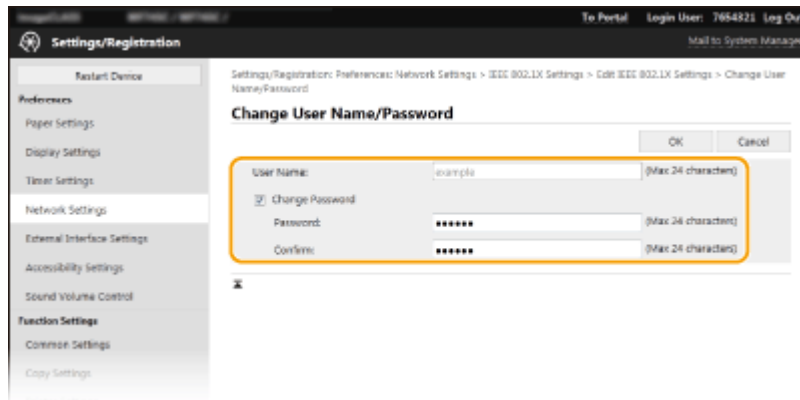 To Portal Login User: 7654321 Log Ou
Settings/Registration
Mail to System Manage
Restart Device
Settings/Registration: Preferences: Network Settings > IEEE 802.1X Settings > Edit IEEE 802.1X Settings > Change User
Name/Password
Preferences
Change User Name/Password
Paper Settings
OK Cancel
Display Settings
User Name: example (Max 24 characters)
Timer Settings
Change Password
Network Settings
Password: •••••• (Max 24 characters)
External Interface Settings
Confirm: •••••• (Max 24 characters)
Accessibility Settings
Sound Volume Control
Function Settings
Common Settings
Copy Settings